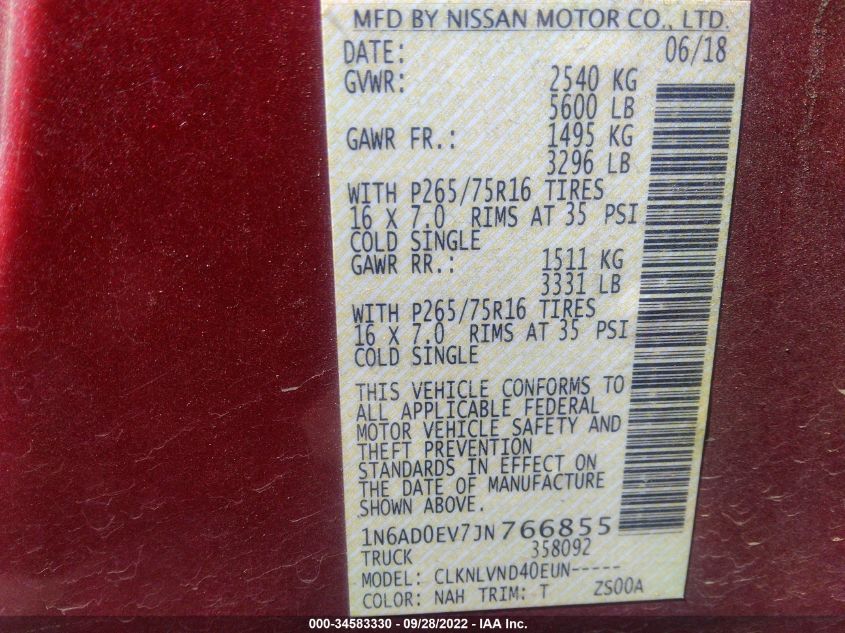 MFD BY NISSAN MOTOR CO., LTD.
DATE: 06/18
GVWR: 2540 KG
5600 LB
GAWR FR.: 1495 KG
3296 LB
WITH P265/75R16 TIRES
16 X 7.0 RIMS AT 35 PSI
COLD SINGLE
GAWR RR.: 1511 KG
3331 LB
WITH P265/75R16 TIRES
16 X 7.0 RIMS AT 35 PSI
COLD SINGLE
THIS VEHICLE CONFORMS TO
ALL APPLICABLE FEDERAL
MOTOR VEHICLE SAFETY AND
THEFT PREVENTION
STANDARDS IN EFFECT ON
THE DATE OF MANUFACTURE
SHOWN ABOVE.
1N6AD0EV7JN766855
TRUCK 358092
MODEL: CLKNLVND40EUN-----
COLOR: NAH TRIM: T ZS00A
000-34583330 - 09/28/2022 - IAA Inc.